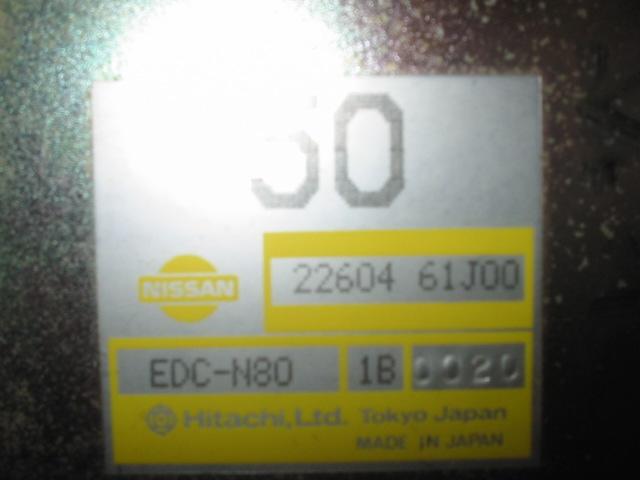 50
NISSAN
22604 61J00
EDC-N80 1B 0020
Hitachi, Ltd. Tokyo Japan
MADE IN JAPAN